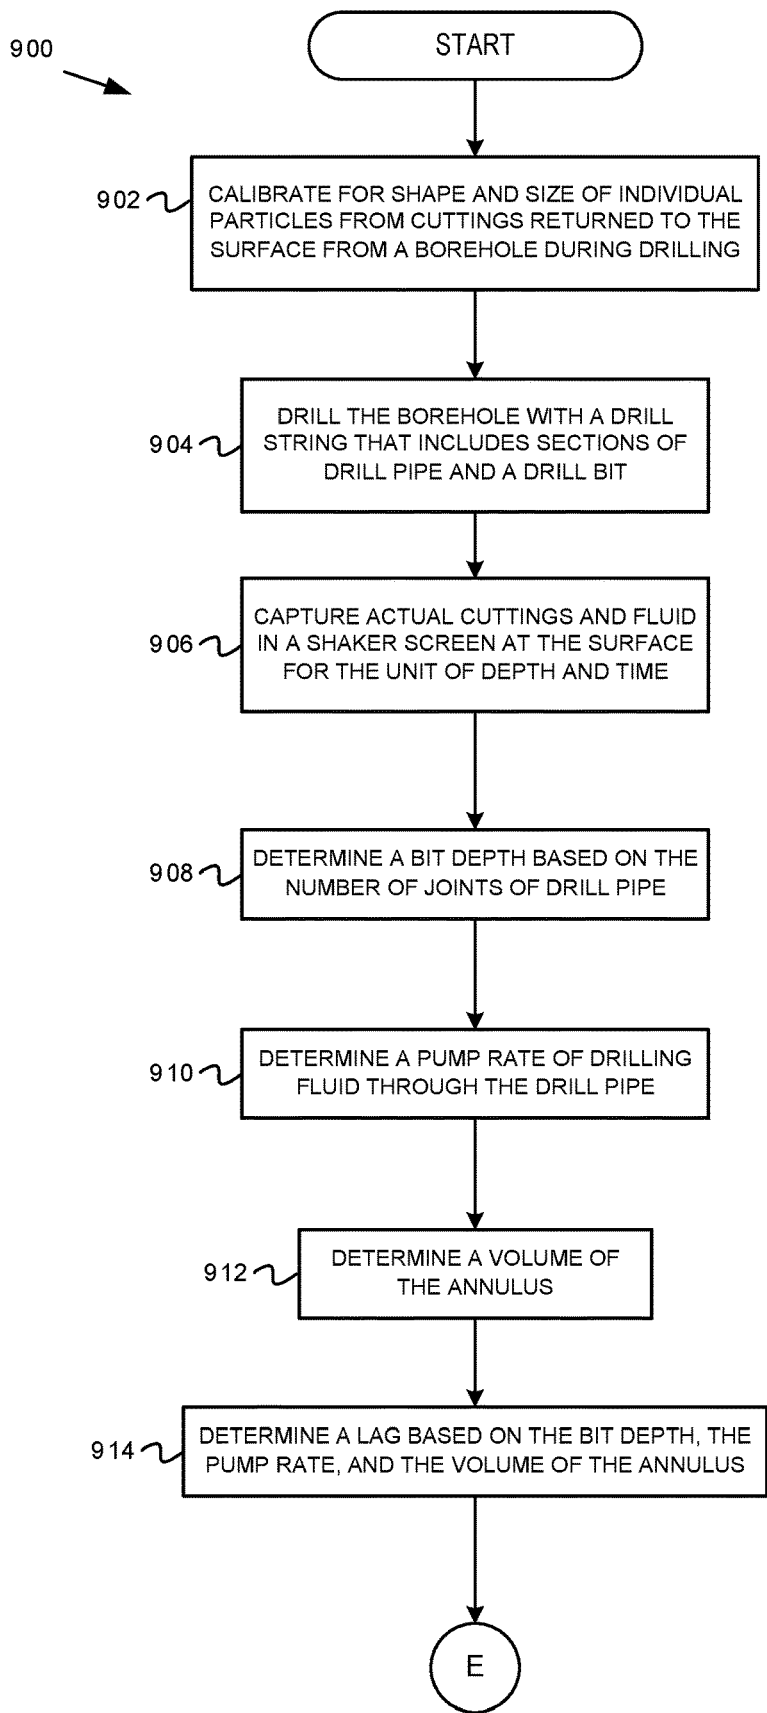 900
START
902
CALIBRATE FOR SHAPE AND SIZE OF INDIVIDUAL
PARTICLES FROM CUTTINGS RETURNED TO THE
SURFACE FROM A BOREHOLE DURING DRILLING
904
DRILL THE BOREHOLE WITH A DRILL
STRING THAT INCLUDES SECTIONS OF
DRILL PIPE AND A DRILL BIT
906
CAPTURE ACTUAL CUTTINGS AND FLUID
IN A SHAKER SCREEN AT THE SURFACE
FOR THE UNIT OF DEPTH AND TIME
908
DETERMINE A BIT DEPTH BASED ON THE
NUMBER OF JOINTS OF DRILL PIPE
910
DETERMINE A PUMP RATE OF DRILLING
FLUID THROUGH THE DRILL PIPE
912
DETERMINE A VOLUME OF
THE ANNULUS
914
DETERMINE A LAG BASED ON THE BIT DEPTH, THE
PUMP RATE, AND THE VOLUME OF THE ANNULUS
E